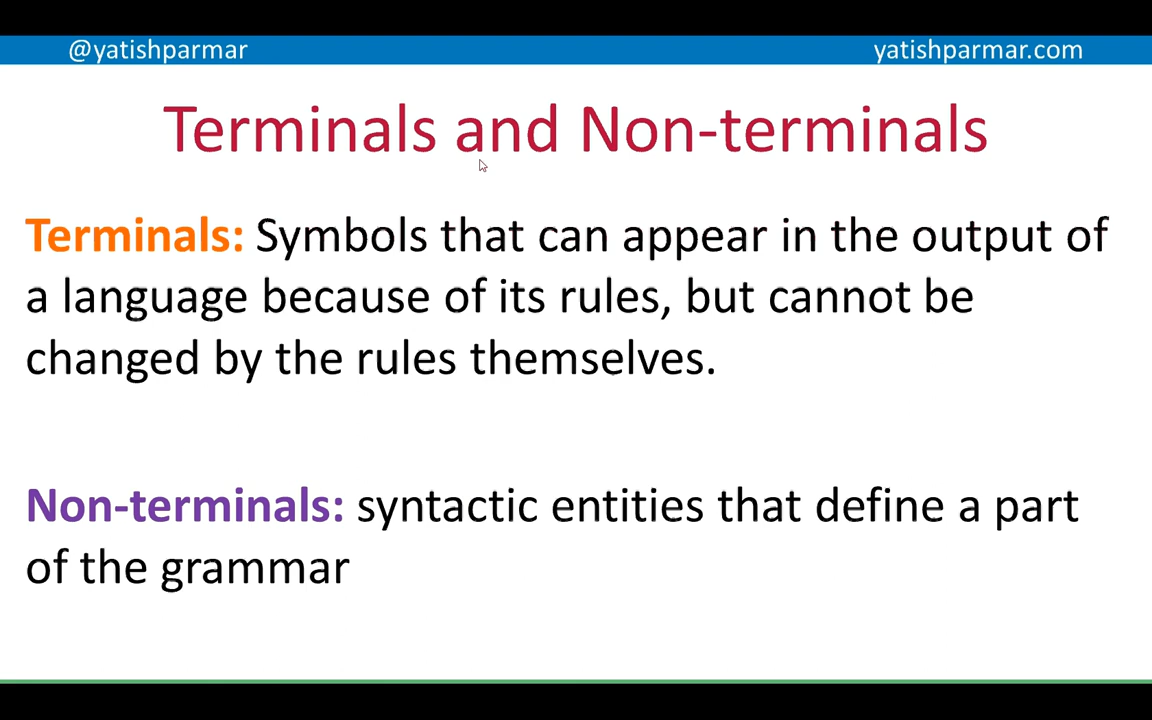 @yatishparmar yatishparmar.com
Terminals and Non-terminals
Terminals: Symbols that can appear in the output of
a language because of its rules, but cannot be
changed by the rules themselves.
Non-terminals: syntactic entities that define a part
of the grammar